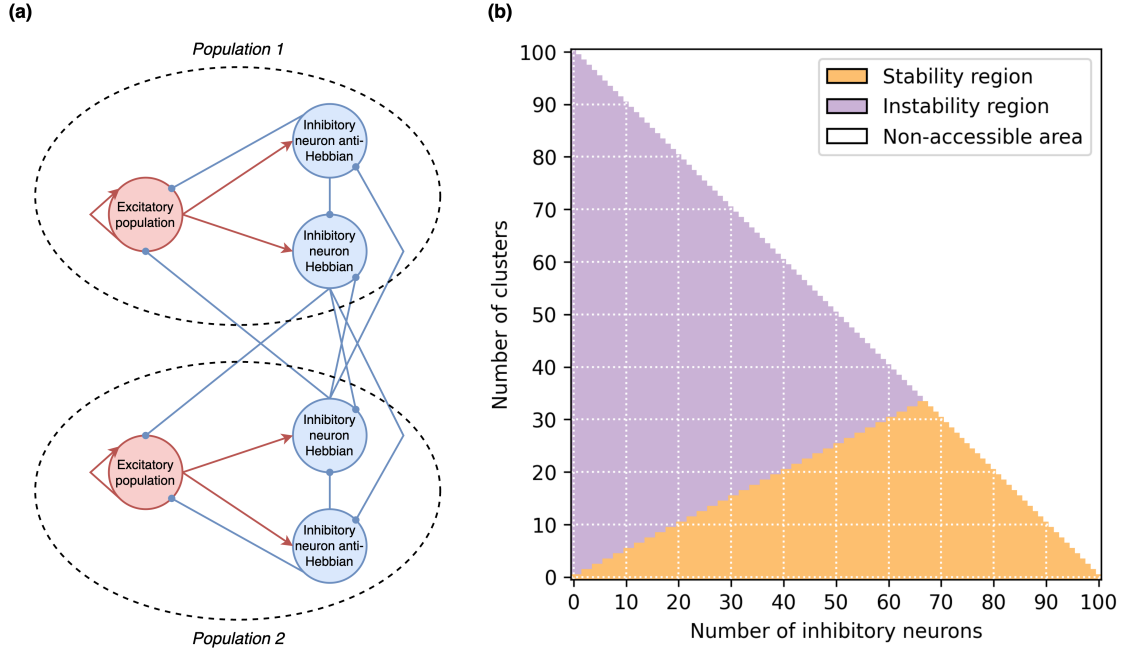 (a)
Population 1
Inhibitory
neuron anti-
Hebbian
Excitatory
population
Inhibitory
neuron
Hebbian
Inhibitory
neuron
Hebbian
Excitatory
population
Inhibitory
neuron anti-
Hebbian
Population 2
(b)
Stability region
Instability region
Non-accessible area
Number of clusters
100
90
80
70
60
50
40
30
20
10
0
0 10 20 30 40 50 60 70 80 90 100
Number of inhibitory neurons